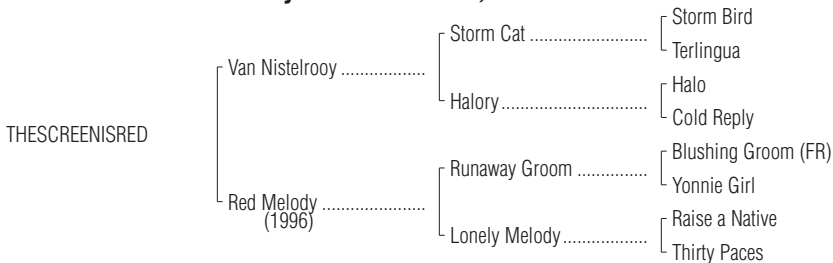 Storm Bird
Storm Cat ........................
Terlingua
Van Nistelrooy ..................
Halo
Halory...............................
Cold Reply
THESCREENISRED
Blushing Groom (FR)
Runaway Groom ...............
Yonnie Girl
Red Melody ......................
(1996)
Raise a Native
Lonely Melody..................
Thirty Paces